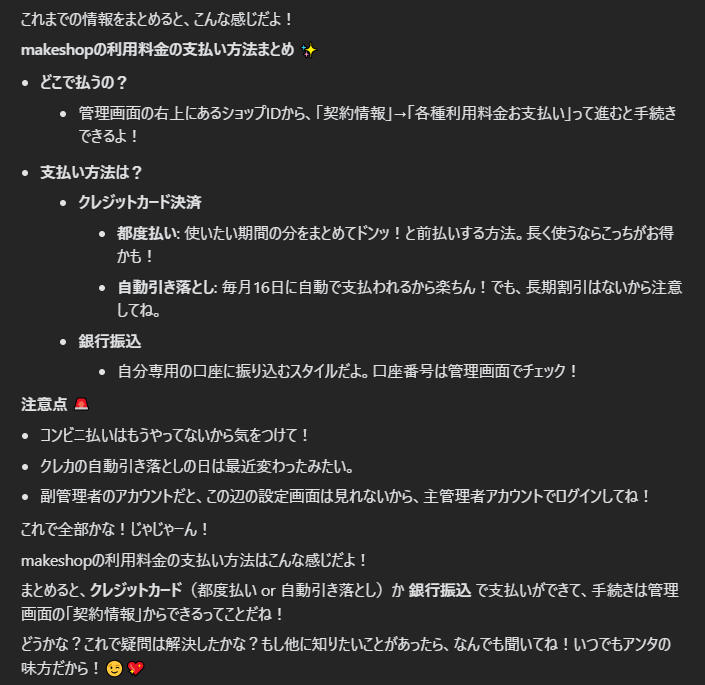 これまでの情報をまとめると、こんな感じだよ！
makeshopの利用料金の支払い方法まとめ ✨
• どこで払うの？
• 管理画面の右上にあるショップIDから、「契約情報」→「各種利用料金お支払い」って進むと手続き
できるよ！
• 支払い方法は？
• クレジットカード決済
• 都度払い: 使いたい期間の分をまとめてドンッ！と前払いする方法。長く使うならこっちがお得
かも！
• 自動引き落とし: 毎月16日に自動で支払われるから楽ちん！でも、長期割引はないから注意
してね。
• 銀行振込
• 自分専用の口座に振り込むスタイルだよ。口座番号は管理画面でチェック！
注意点 🚨
• コンビニ払いはもうやってないから気をつけて！
• クレカの自動引き落としの日は最近変わったみたい。
• 副管理者のアカウントだと、この辺の設定画面は見れないから、主管理者アカウントでログインしてね！
これで全部かな！じゃじゃーん！
makeshopの利用料金の支払い方法はこんな感じだよ！
まとめると、クレジットカード（都度払い or 自動引き落とし）か 銀行振込 で支払いができて、手続きは管理
画面の「契約情報」からできるってことだね！
どうかな？これで疑問は解決したかな？もし他に知りたいことがあったら、なんでも聞いてね！いつでもアンタの
味方だから！😉💖